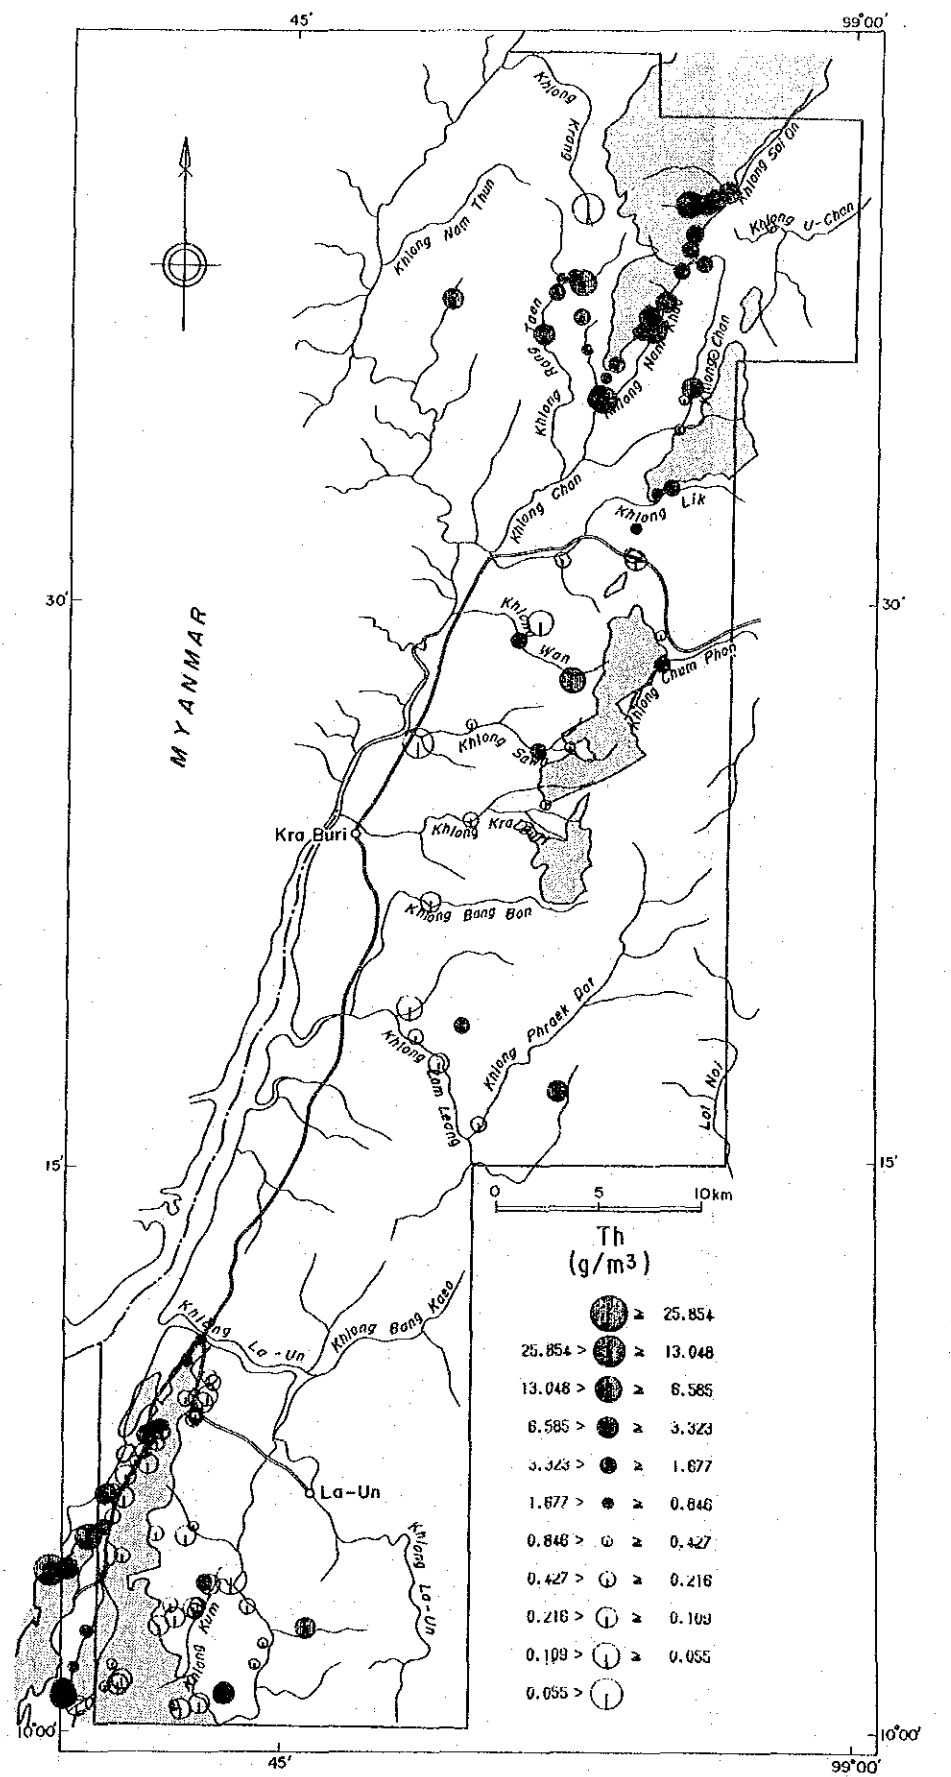 45'
99°00'
Khlong Krang
Khlong Sai On
Khlong U-Chan
Khlong Nam Thun
Khlong Rang Taen
Khlong Nam Khao
Khlong Chan
Khlong Chan
Khlong Lik
30'
30'
MYANMAR
Khlong Wan
Khlong Chum Phon
Khlong Sawi
Kra Buri
Khlong Kra Buri
Khlong Bang Bon
Khlong Phraek Dat
Khlong Lam Leang
Loi Noi
15'
15'
0 5 10km
Th
(g/m³)
≥ 25.854
25.854 > ≥ 13.048
13.048 > ≥ 6.585
6.585 > ≥ 3.323
3.323 > ≥ 1.677
1.677 > ≥ 0.846
0.846 > ≥ 0.427
0.427 > ≥ 0.216
0.216 > ≥ 0.109
0.109 > ≥ 0.055
0.055 >
Khlong La-Un
Khlong Bang Kaeo
La-Un
Khlong La-Un
Khlong Kum
10°00'
10°00'
45'
99°00'